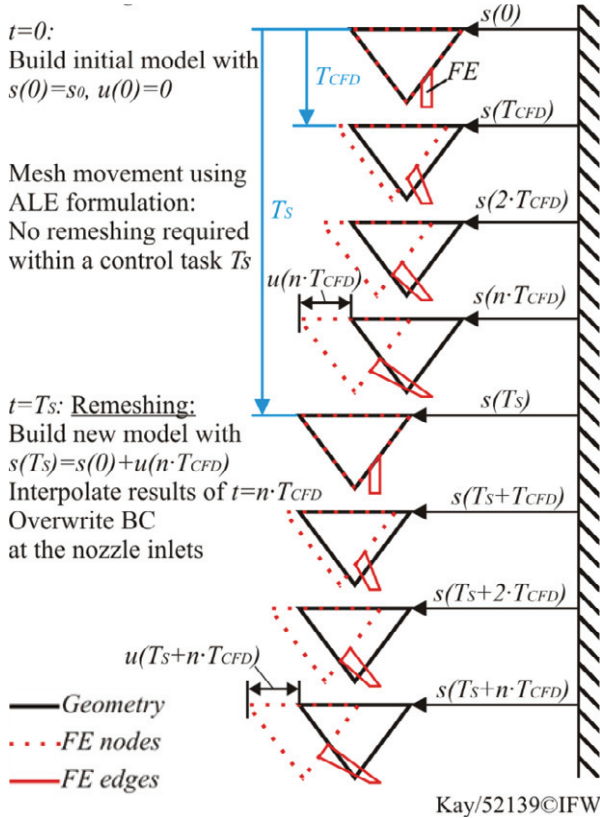 t=0:
Build initial model with
s(0)=s0, u(0)=0
s(0)
TCFD
FE
s(TCFD)
Mesh movement using
ALE formulation:
No remeshing required
within a control task Ts
TS
s(2·TCFD)
u(n·TCFD)
s(n·TCFD)
t=TS: Remeshing:
Build new model with
s(TS)=s(0)+u(n·TCFD)
Interpolate results of t=n·TCFD
Overwrite BC
at the nozzle inlets
s(TS)
s(TS+TCFD)
s(TS+2·TCFD)
u(TS+n·TCFD)
s(TS+n·TCFD)
Geometry
FE nodes
FE edges
Kay/52139©IFW